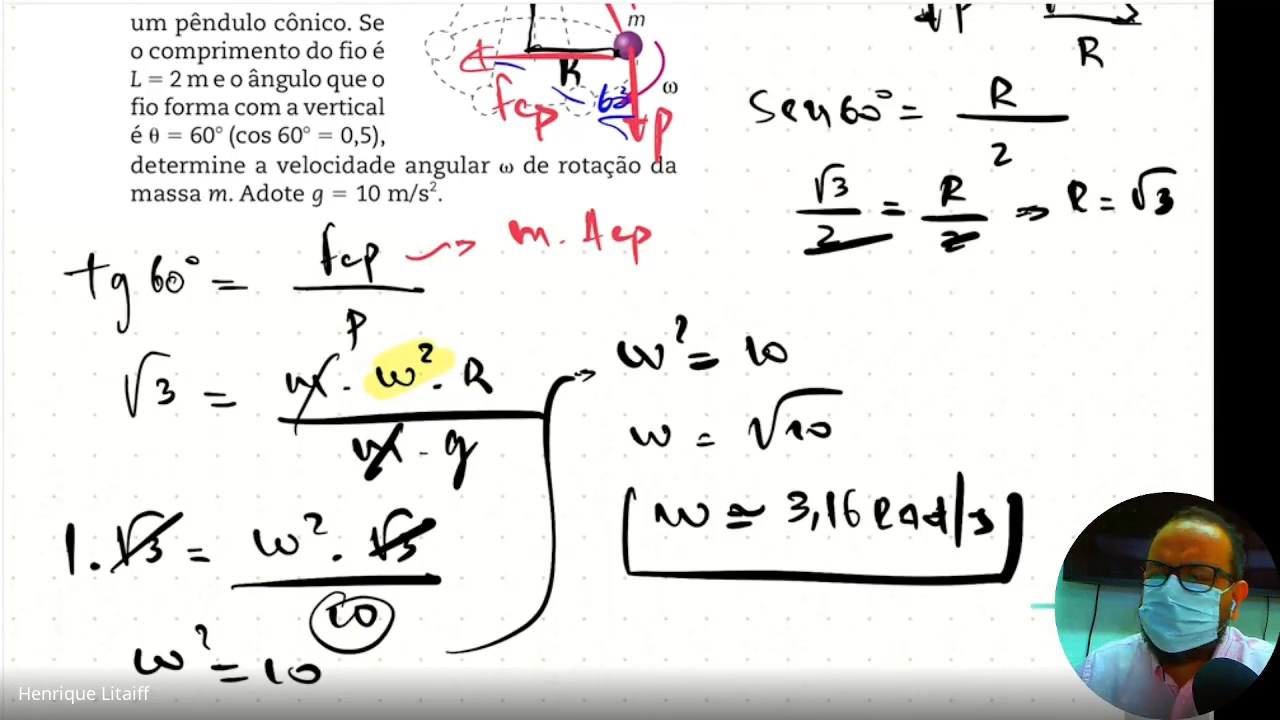 um pêndulo cônico. Se
o comprimento do fio é
L = 2 m e o ângulo que o
fio forma com a vertical
é θ = 60° (cos 60° = 0,5),
determine a velocidade angular ω de rotação da
massa m. Adote g = 10 m/s².
m
R
ω
fcp
P
P
R
Sen 60° = R / 2
√3 / 2 = R / 2 ⇒ R = √3
tg 60° = fcp / P → m. Acp
√3 = m . ω² . R / m . g
1 . √3 = ω² . √3 / 10
ω² = 10
ω² = 10
ω = √10
ω ≃ 3,16 RAd/s
Henrique Litaiff